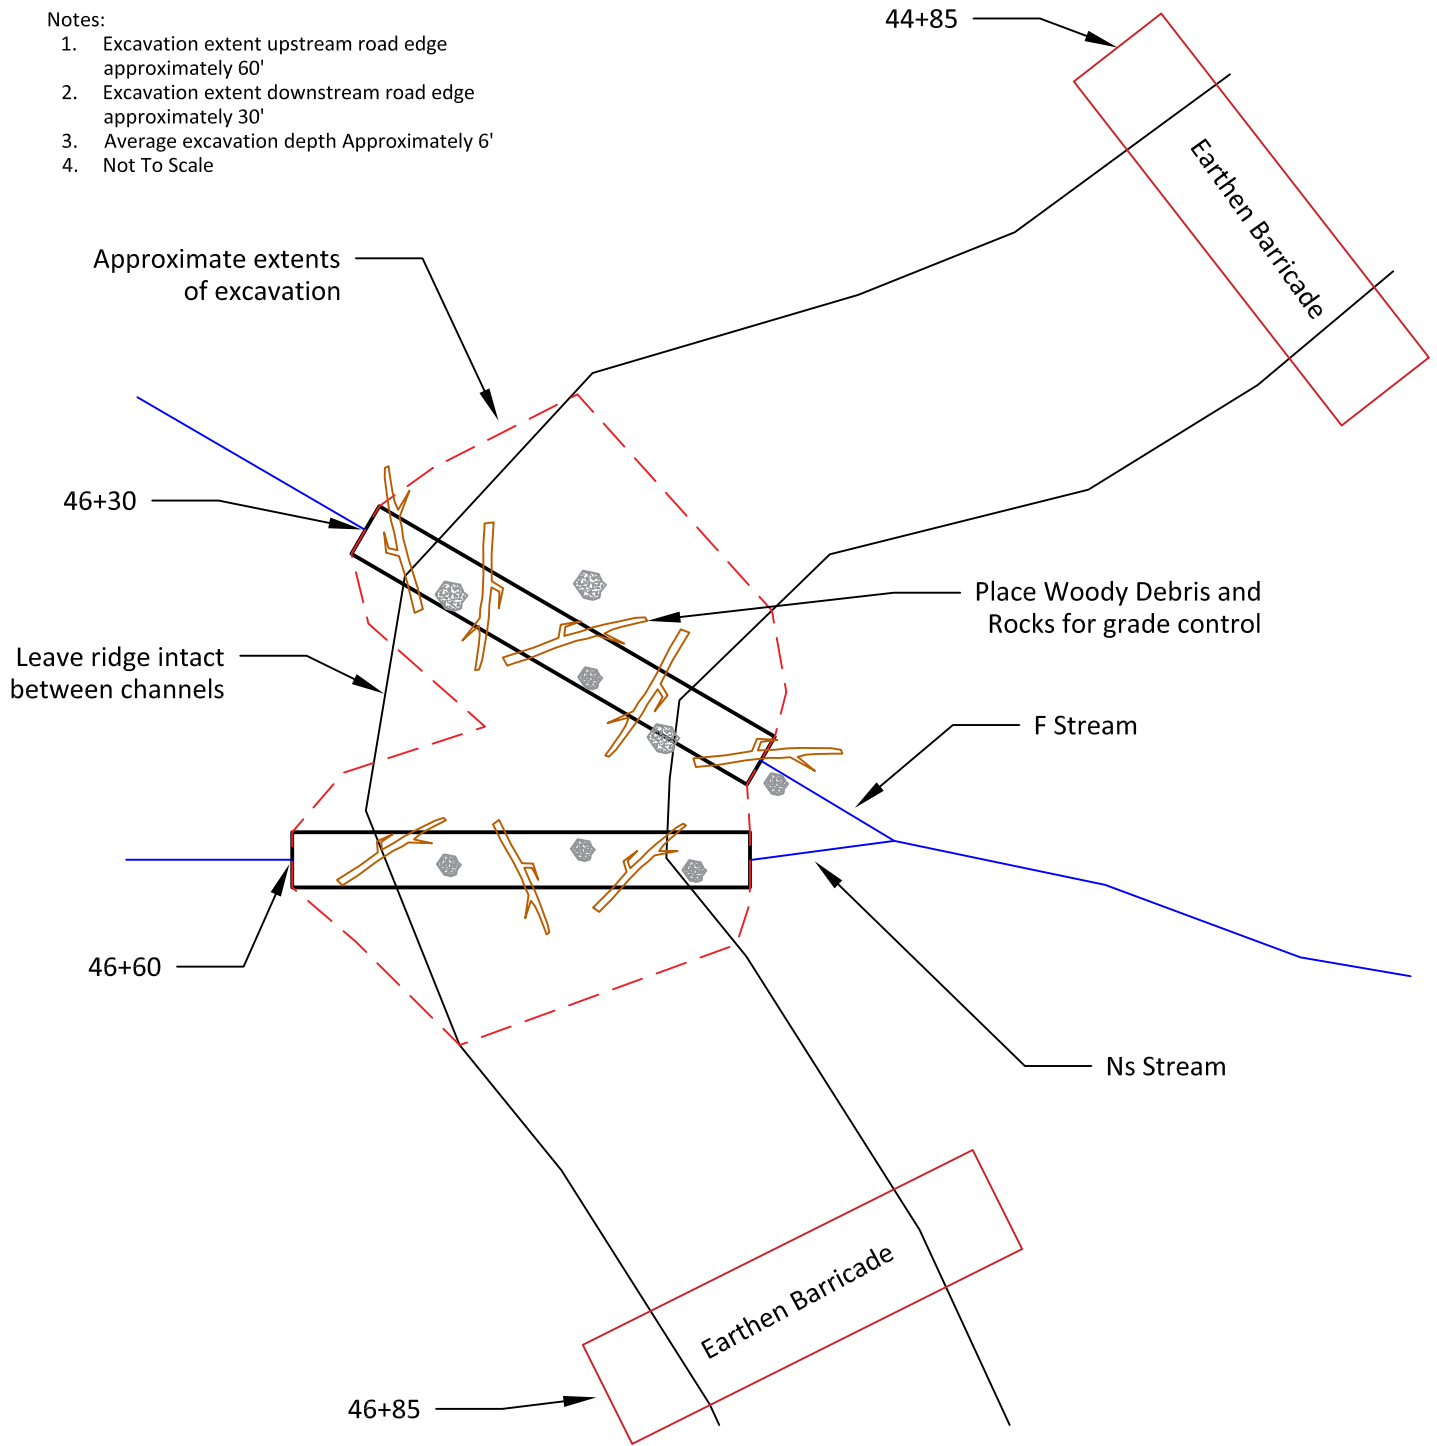 Notes:
1. Excavation extent upstream road edge
approximately 60'
2. Excavation extent downstream road edge
approximately 30'
3. Average excavation depth Approximately 6'
4. Not To Scale
44+85
Earthen Barricade
Approximate extents
of excavation
46+30
Place Woody Debris and
Rocks for grade control
Leave ridge intact
between channels
F Stream
46+60
Ns Stream
Earthen Barricade
46+85